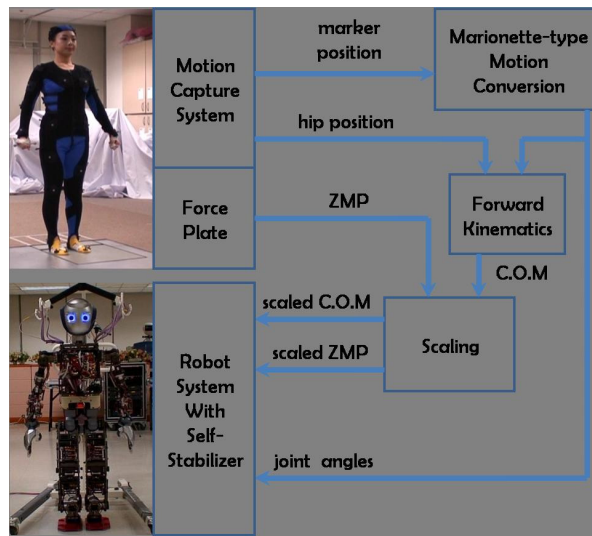 marker
position
Marionette-type
Motion
Conversion
Motion
Capture
System
hip position
Force
Plate
ZMP
Forward
Kinematics
C.O.M
scaled C.O.M
Scaling
scaled ZMP
Robot
System
With
Self-
Stabilizer
joint angles